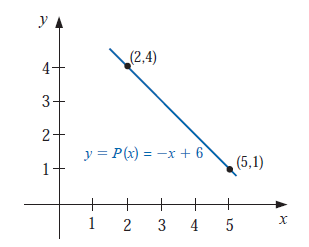 y
(2,4)
4
3
2
y = P(x) = −x + 6
(5,1)
1
1 2 3 4 5 x